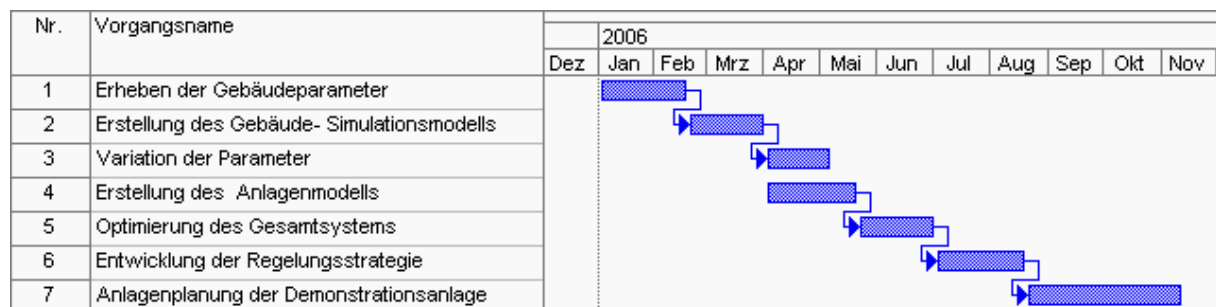 Nr. Vorgangsname
2006
Dez Jan Feb Mrz Apr Mai Jun Jul Aug Sep Okt Nov
1 Erheben der Gebäudeparameter
2 Erstellung des Gebäude- Simulationsmodells
3 Variation der Parameter
4 Erstellung des Anlagenmodells
5 Optimierung des Gesamtsystems
6 Entwicklung der Regelungsstrategie
7 Anlagenplanung der Demonstrationsanlage